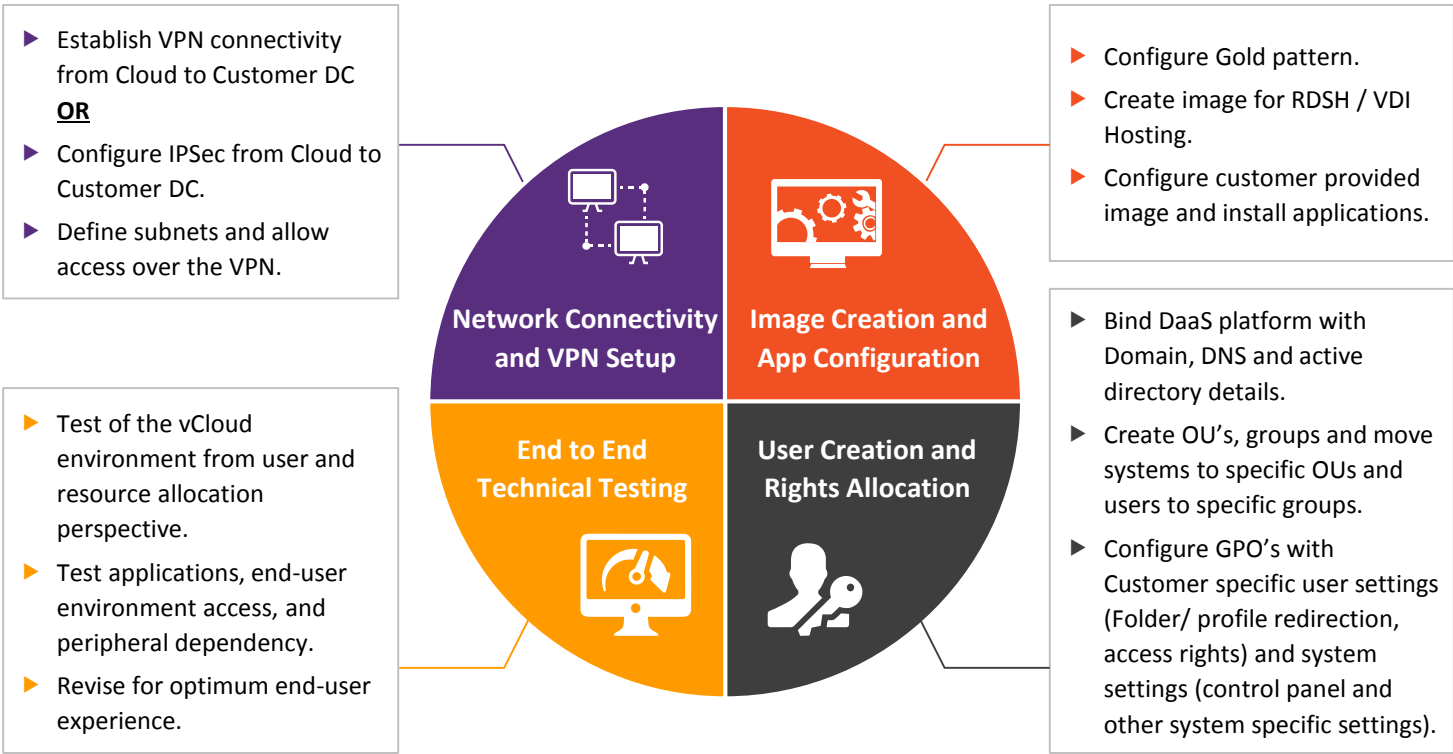 Establish VPN connectivity
from Cloud to Customer DC
OR
Configure IPSec from Cloud to
Customer DC.
Define subnets and allow
access over the VPN.
Configure Gold pattern.
Create image for RDSH / VDI
Hosting.
Configure customer provided
image and install applications.
Network Connectivity
and VPN Setup
Image Creation and
App Configuration
End to End
Technical Testing
User Creation and
Rights Allocation
Test of the vCloud
environment from user and
resource allocation
perspective.
Test applications, end-user
environment access, and
peripheral dependency.
Revise for optimum end-user
experience.
Bind DaaS platform with
Domain, DNS and active
directory details.
Create OU's, groups and move
systems to specific OUs and
users to specific groups.
Configure GPO's with
Customer specific user settings
(Folder/ profile redirection,
access rights) and system
settings (control panel and
other system specific settings).